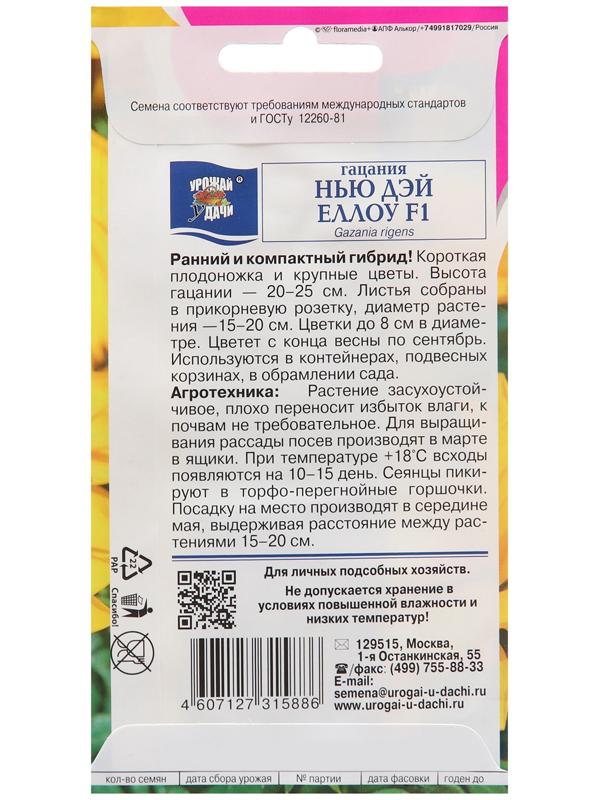 © floramedia+ АПФ Алькор/+74991817029/Россия
Семена соответствуют требованиям международных стандартов
и ГОСТу 12260-81
УРОЖАЙ
УДАЧИ
®
гацания
НЬЮ ДЭЙ
ЕЛЛОУ F1
Gazania rigens
Ранний и компактный гибрид! Короткая
плодоножка и крупные цветы. Высота
гацании — 20–25 см. Листья собраны
в прикорневую розетку, диаметр расте-
ния —15–20 см. Цветки до 8 см в диаме-
тре. Цветет с конца весны по сентябрь.
Используются в контейнерах, подвесных
корзинах, в обрамлении сада.
Агротехника: Растение засухоустой-
чивое, плохо переносит избыток влаги, к
почвам не требовательное. Для выращи-
вания рассады посев производят в марте
в ящики. При температуре +18°С всходы
появляются на 10–15 день. Сеянцы пики-
руют в торфо-перегнойные горшочки.
Посадку на место производят в середине
мая, выдерживая расстояние между рас-
тениями 15–20 см.
22
PAP
Спасибо!
Для личных подсобных хозяйств.
Не допускается хранение в
условиях повышенной влажности и
низких температур!
129515, Москва,
1-я Останкинская, 55
☎/факс: (499) 755-88-33
E-mail:
semena@urogai-u-dachi.ru
www.urogai-u-dachi.ru
4 607127 315886
кол-во семян дата сбора урожая № партии дата фасовки годен до